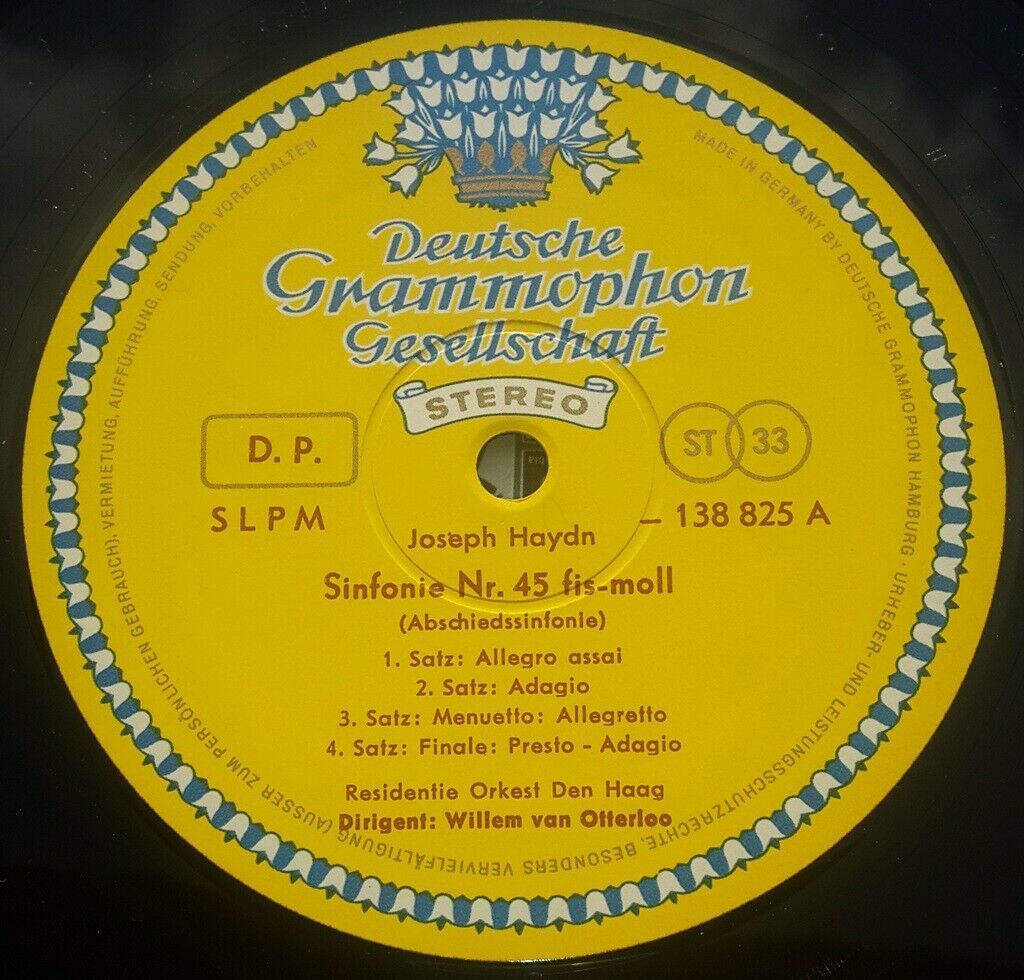 Deutsche
Grammophon
Gesellschaft
STEREO
D. P.
ST 33
SLPM
– 138 825 A
Joseph Haydn
Sinfonie Nr. 45 fis-moll
(Abschiedssinfonie)
1. Satz: Allegro assai
2. Satz: Adagio
3. Satz: Menuetto: Allegretto
4. Satz: Finale: Presto - Adagio
Residentie Orkest Den Haag
Dirigent: Willem van Otterloo
MADE IN GERMANY BY DEUTSCHE GRAMMOPHON HAMBURG · URHEBER- UND LEISTUNGSSCHUTZRECHTE, BESONDERS VERVIELFÄLTIGUNG (AUSSER ZUM PERSÖNLICHEN GEBRAUCH), VERMIETUNG, AUFFÜHRUNG, SENDUNG, VORBEHALTEN